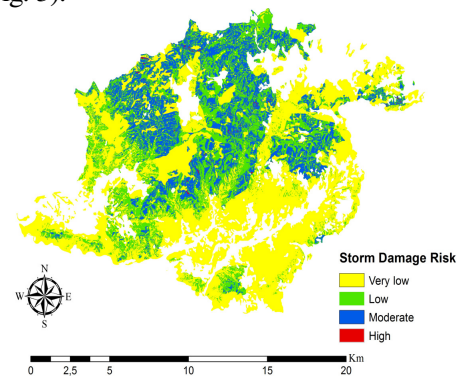 Storm Damage Risk
Very low
Low
Moderate
High
N
W E
S
Km
0 2,5 5 10 15 20